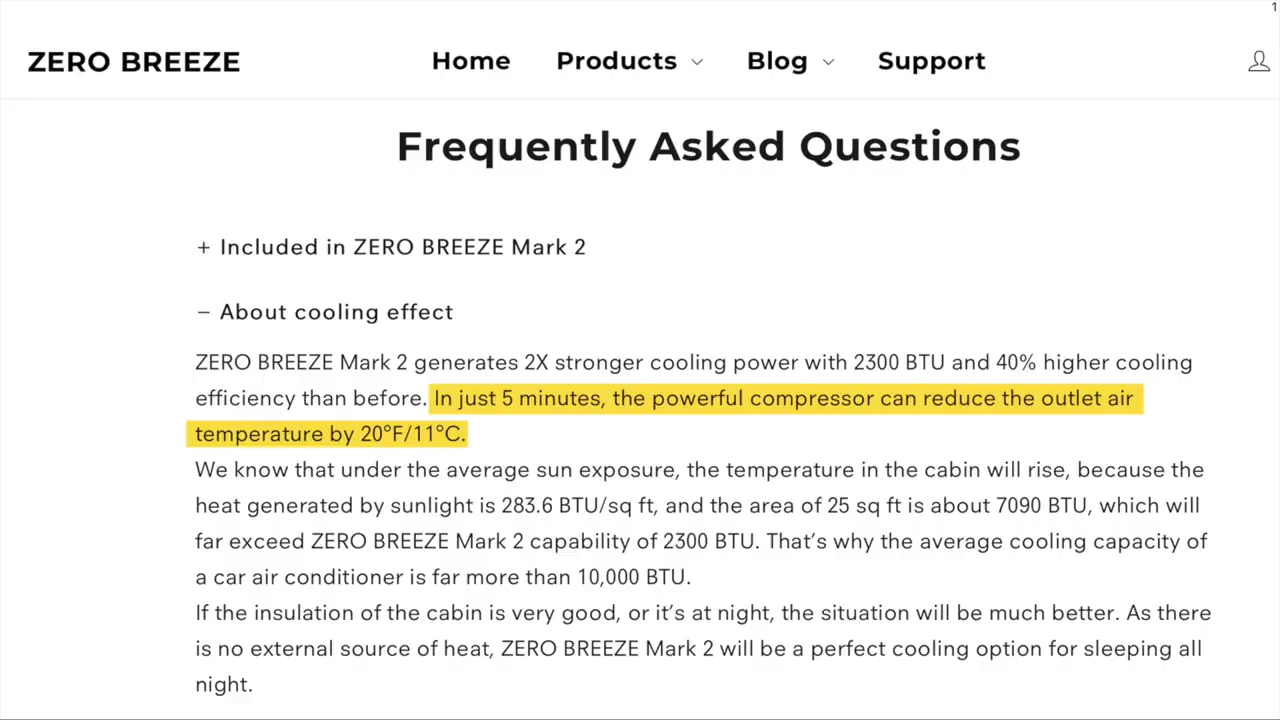 1
ZERO BREEZE Home Products Blog Support
Frequently Asked Questions
+ Included in ZERO BREEZE Mark 2
− About cooling effect
ZERO BREEZE Mark 2 generates 2X stronger cooling power with 2300 BTU and 40% higher cooling
efficiency than before. In just 5 minutes, the powerful compressor can reduce the outlet air
temperature by 20°F/11°C.
We know that under the average sun exposure, the temperature in the cabin will rise, because the
heat generated by sunlight is 283.6 BTU/sq ft, and the area of 25 sq ft is about 7090 BTU, which will
far exceed ZERO BREEZE Mark 2 capability of 2300 BTU. That’s why the average cooling capacity of
a car air conditioner is far more than 10,000 BTU.
If the insulation of the cabin is very good, or it’s at night, the situation will be much better. As there
is no external source of heat, ZERO BREEZE Mark 2 will be a perfect cooling option for sleeping all
night.